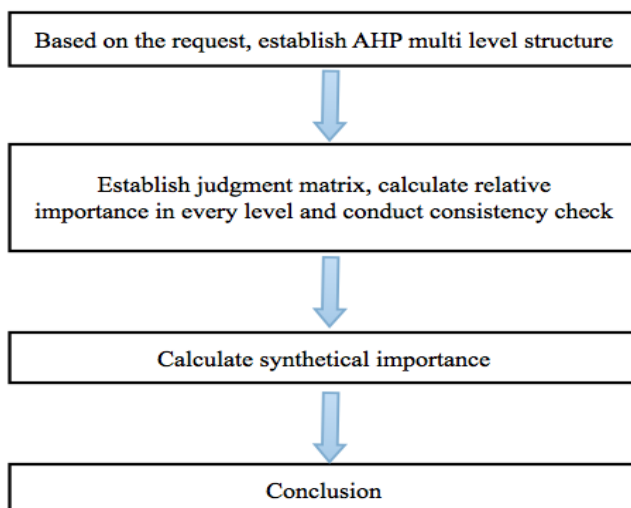 Based on the request, establish AHP multi level structure
Establish judgment matrix, calculate relative
importance in every level and conduct consistency check
Calculate synthetical importance
Conclusion